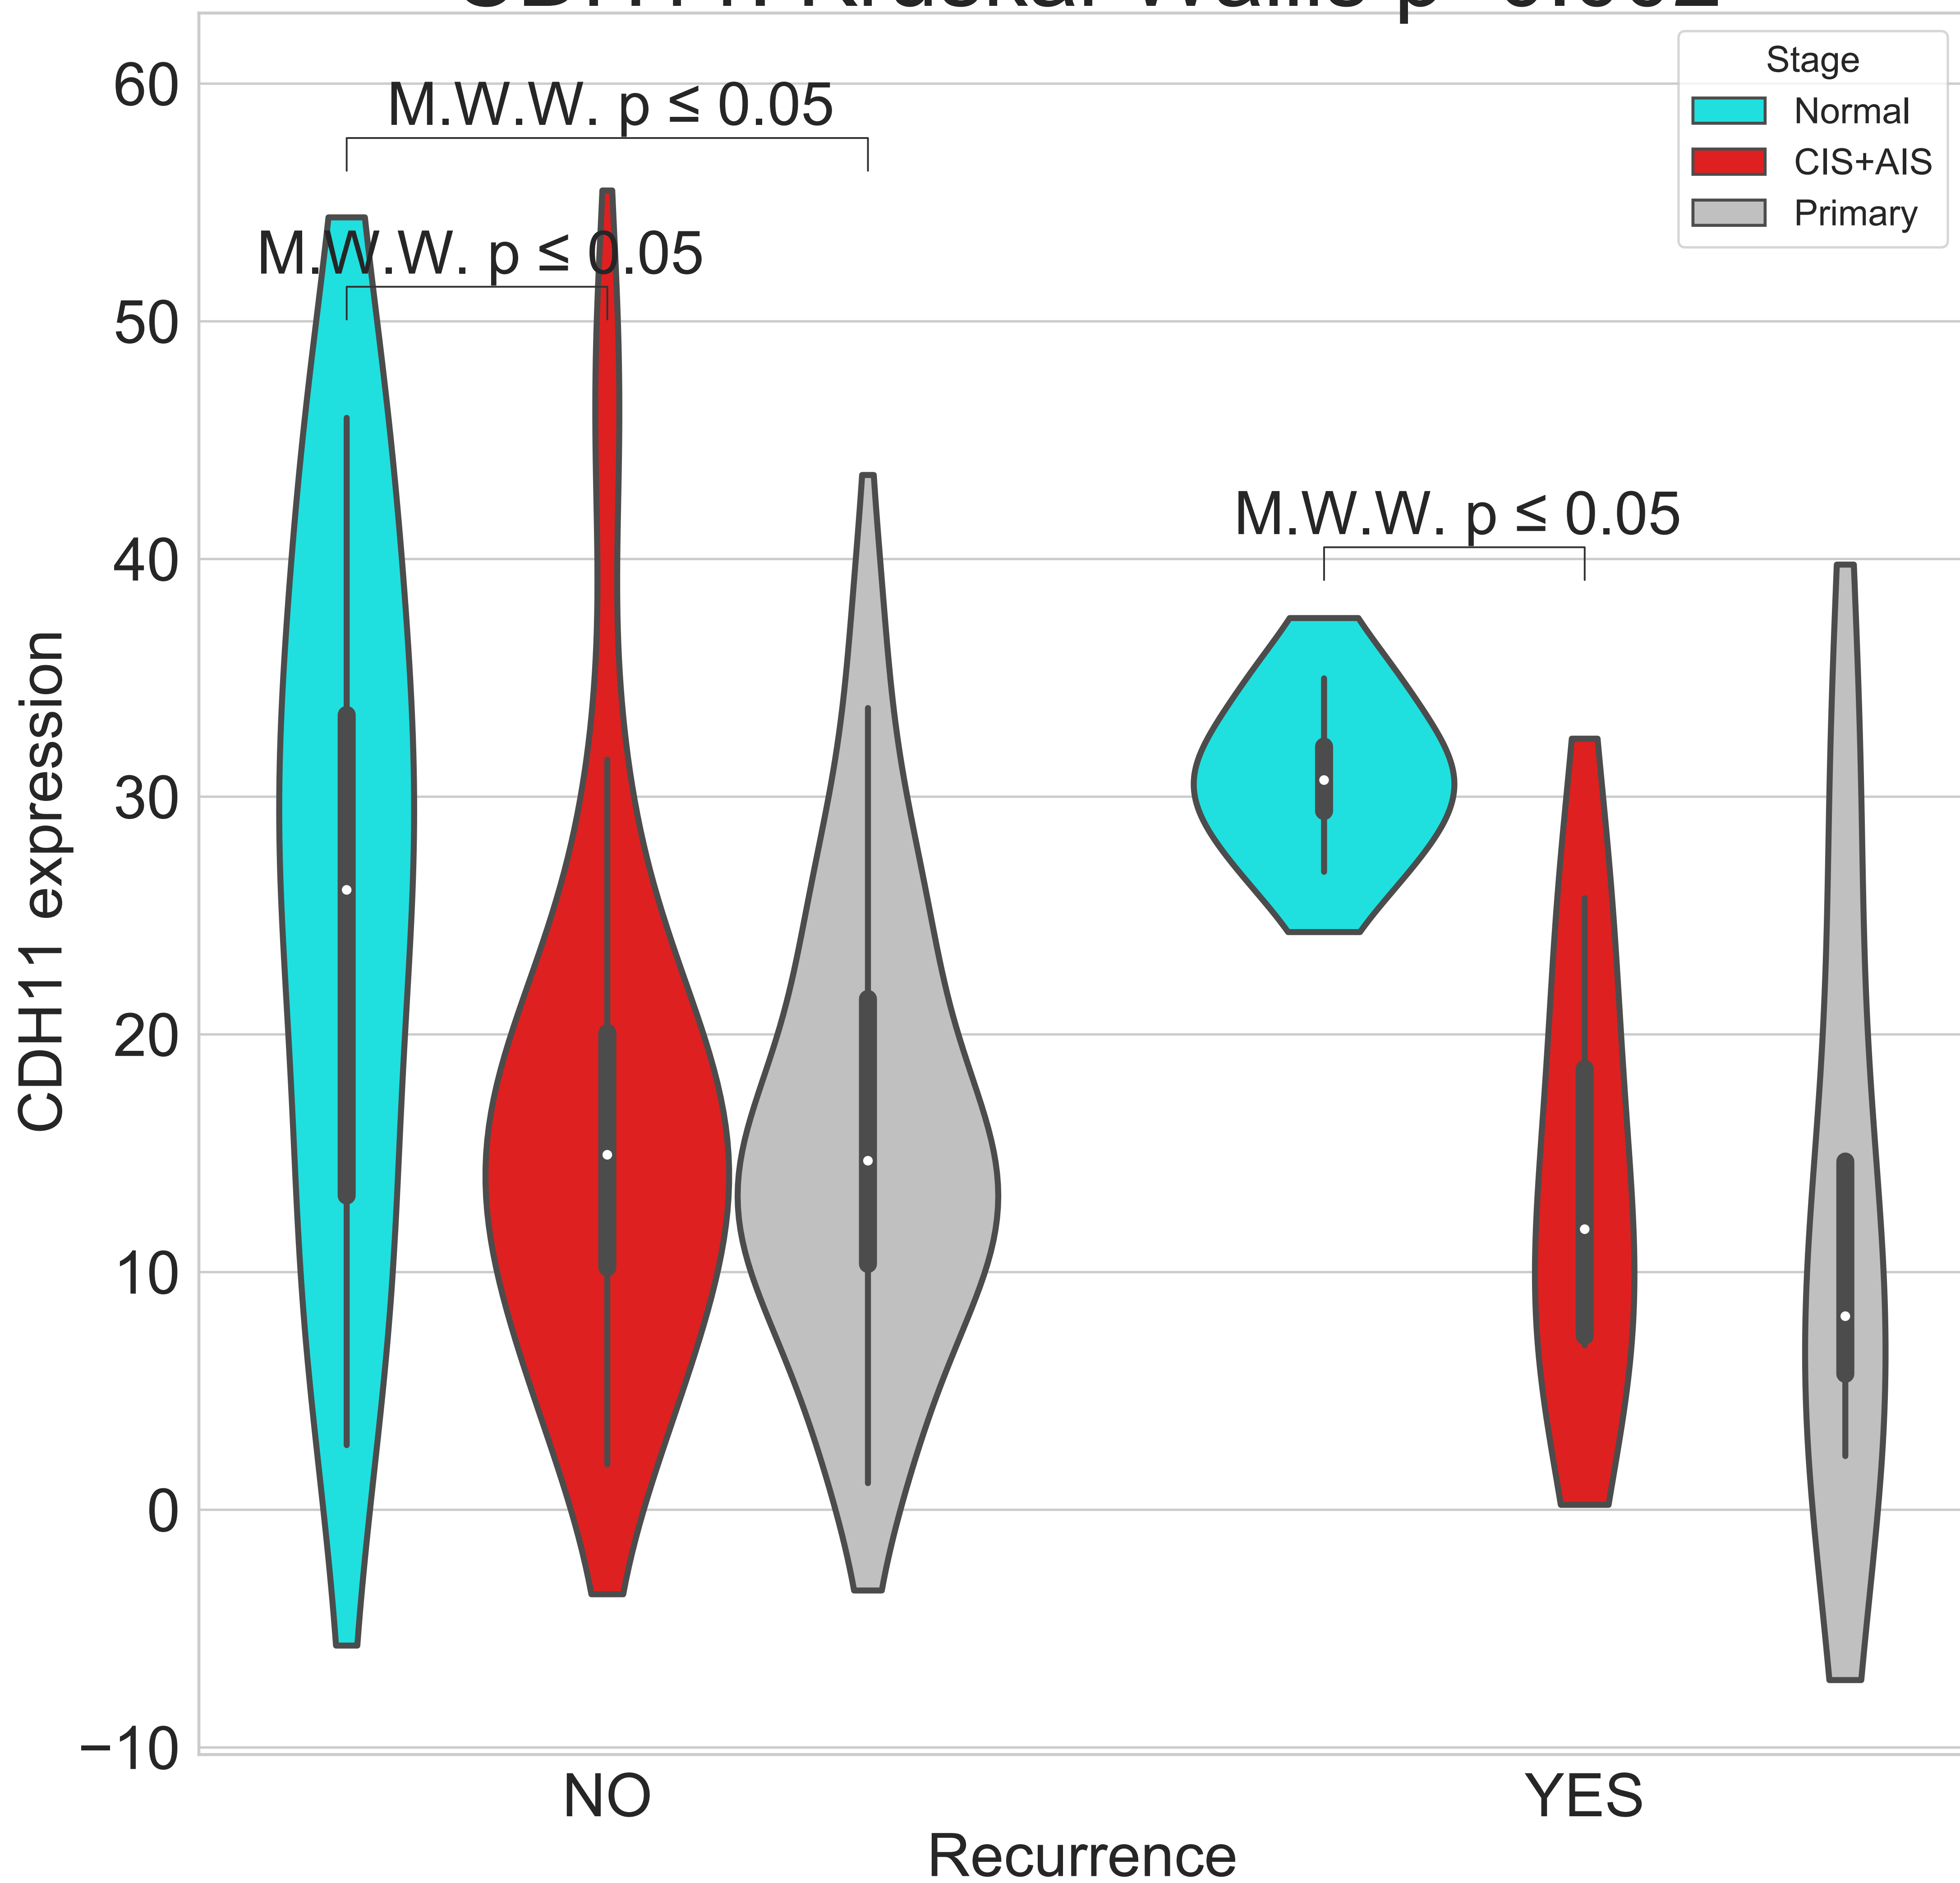 60
50
40
30
20
10
0
−10
CDH11 expression
M.W.W. p ≤ 0.05
M.W.W. p ≤ 0.05
M.W.W. p ≤ 0.05
Stage
Normal
CIS+AIS
Primary
NO
YES
Recurrence